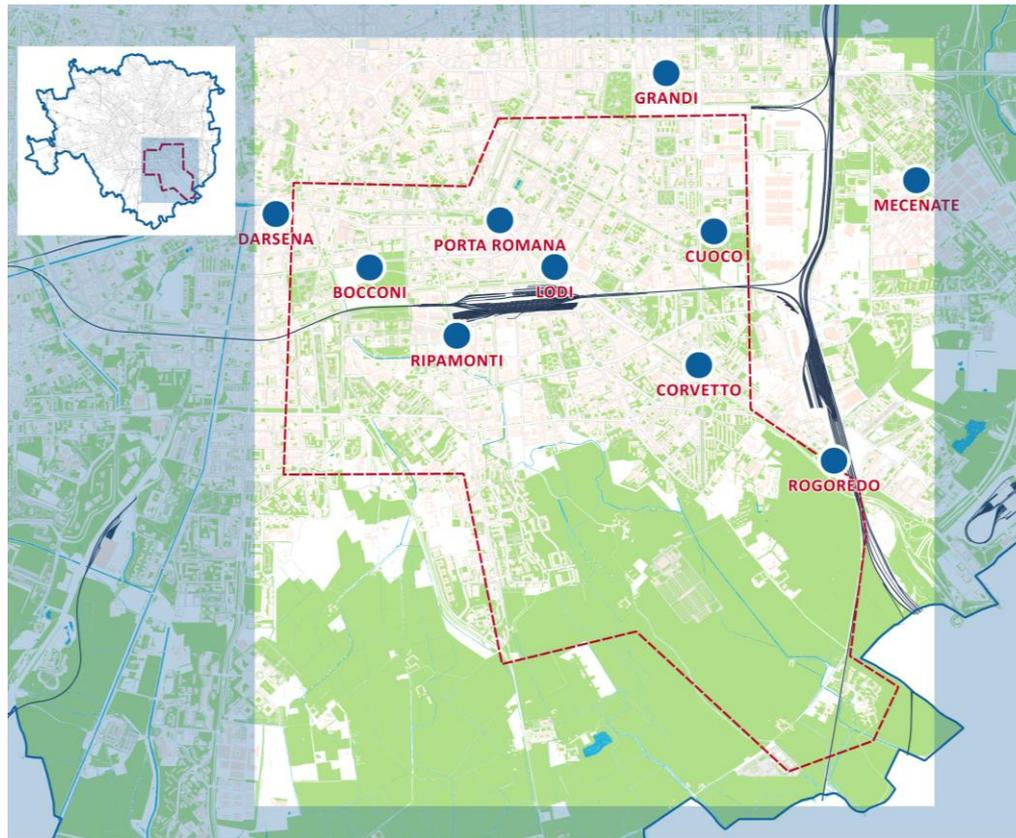 GRANDI
MECENATE
DARSENA
PORTA ROMANA
CUOCO
BOCCONI
LODI
RIPAMONTI
CORVETTO
ROGOREDO